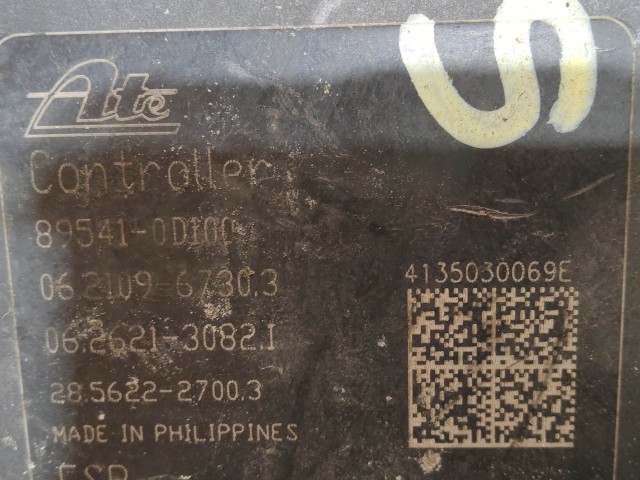 Ate
Controller
89541-0D100
06.2109-6730.3
06.2621-3082.1
28.5622-2700.3
MADE IN PHILIPPINES
4135030069E
S